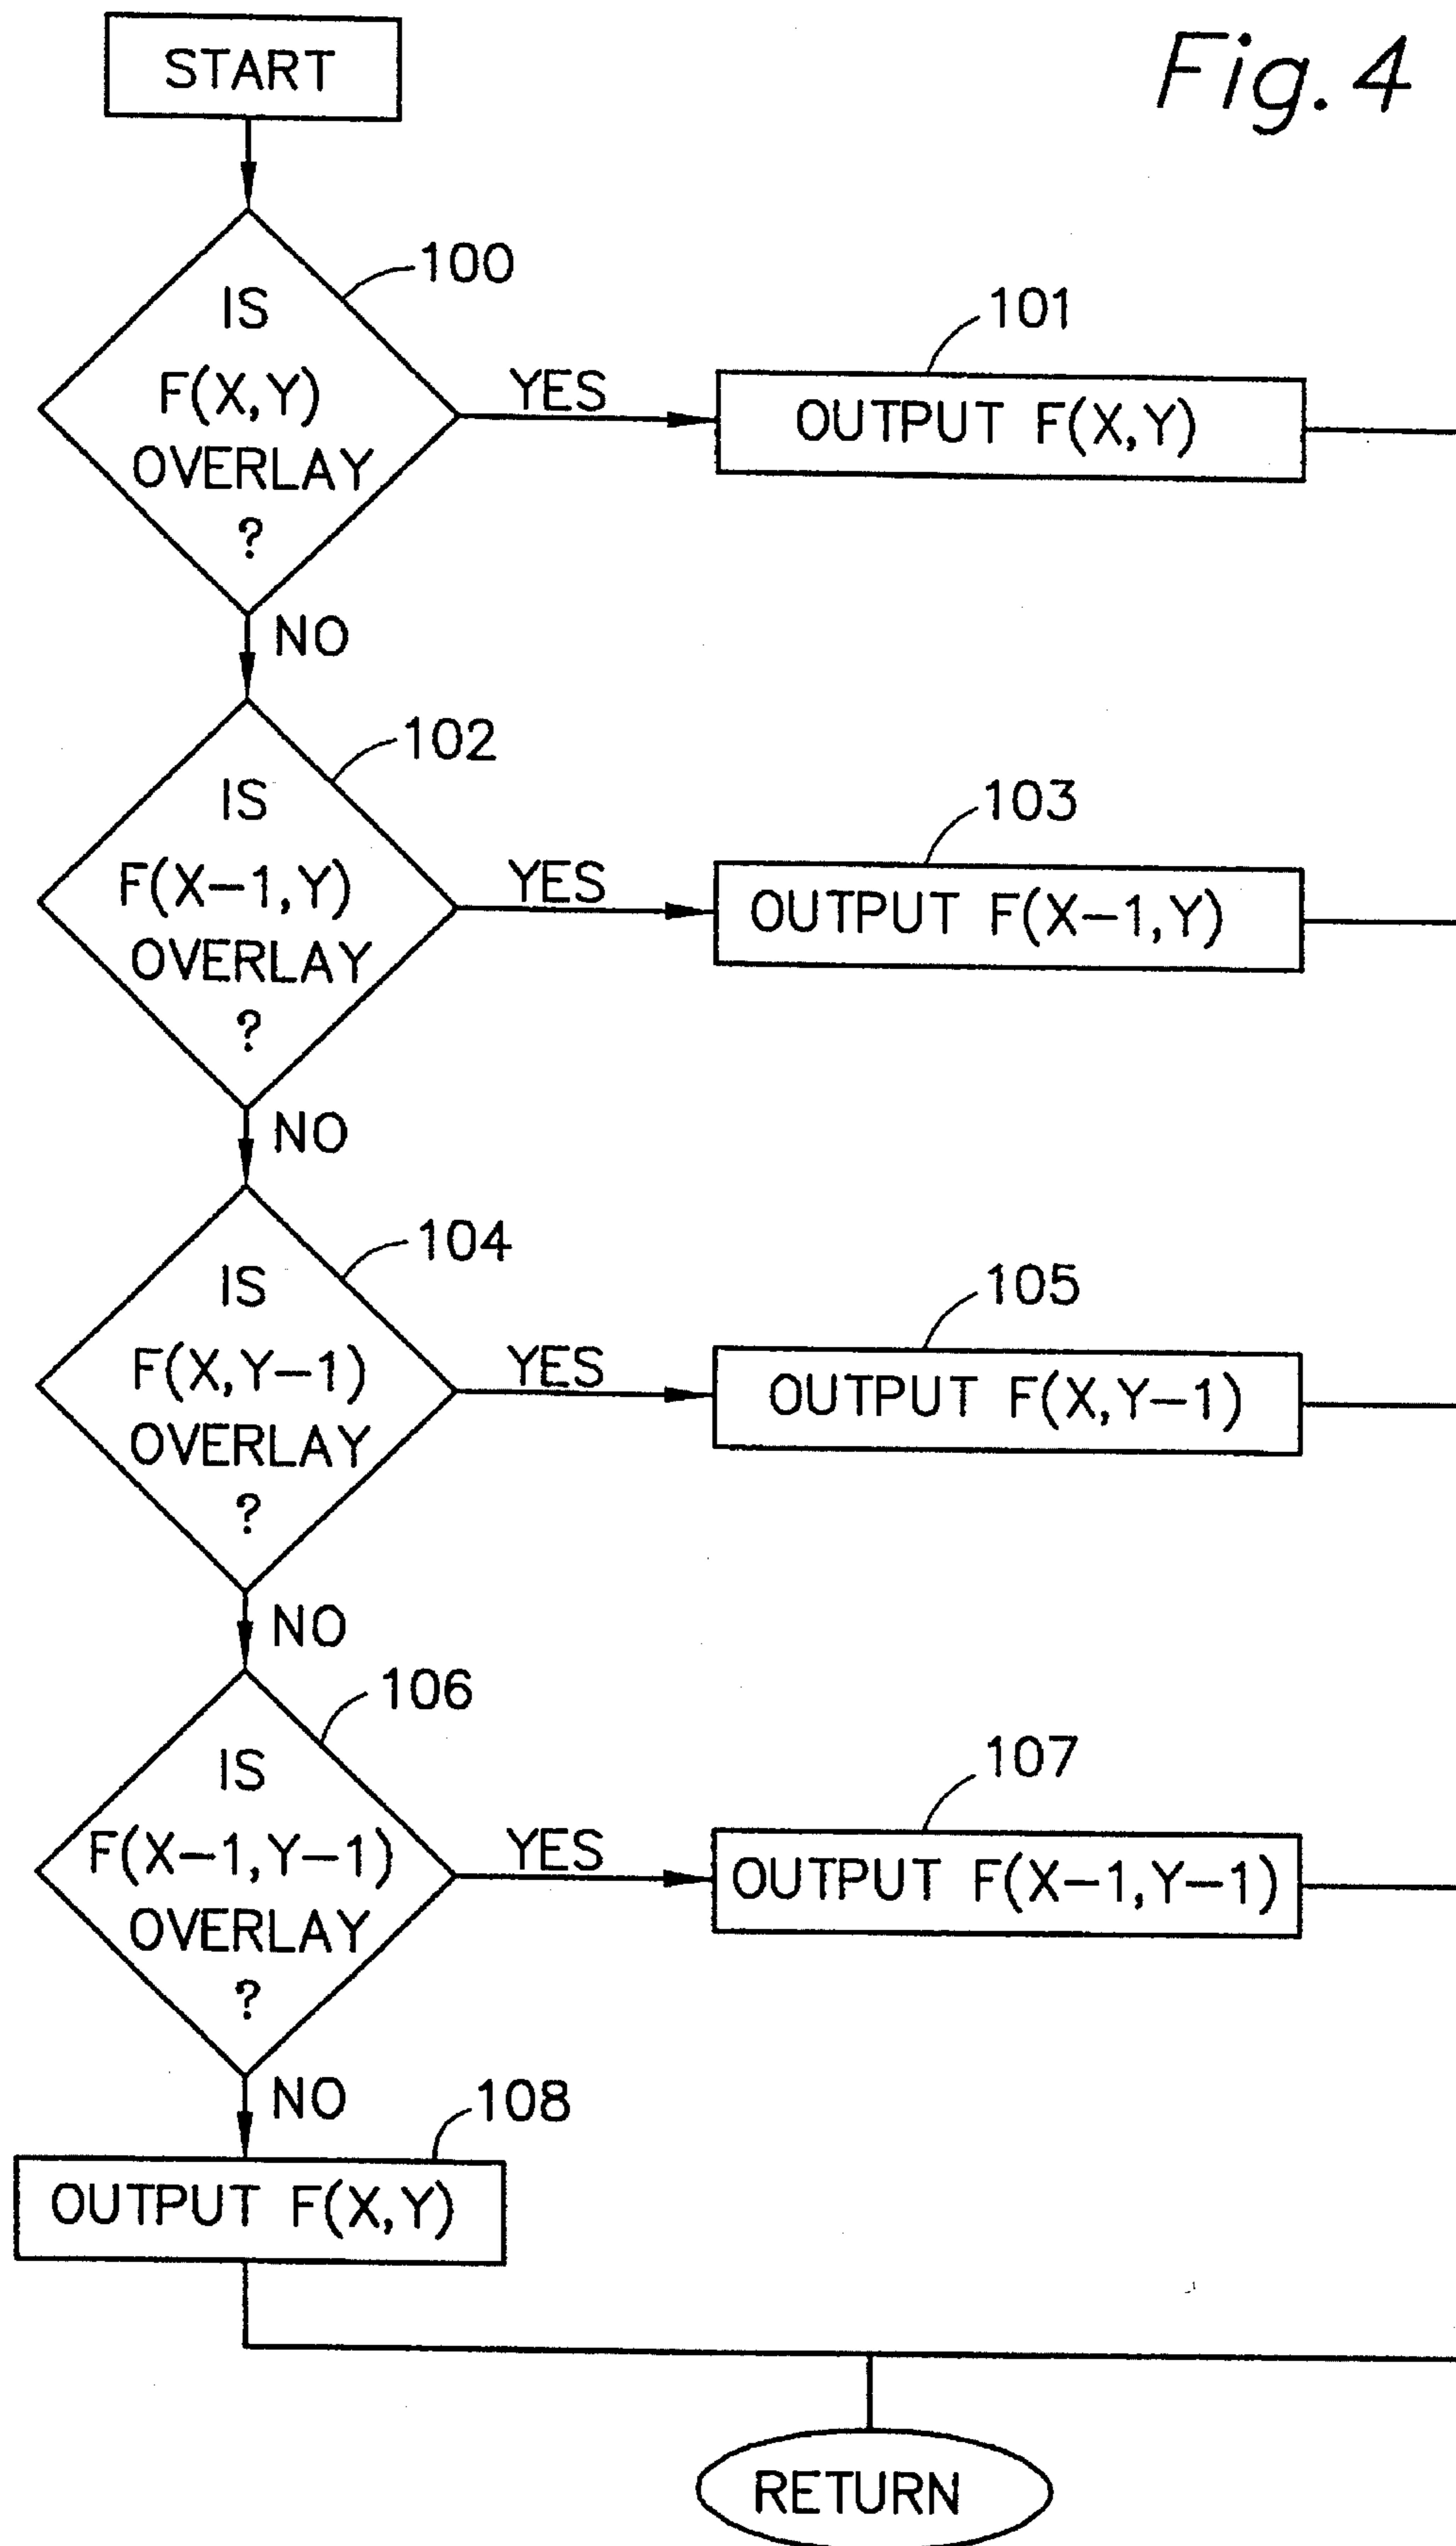 Fig. 4
START
100
IS
F(X,Y)
OVERLAY
?
YES
101
OUTPUT F(X,Y)
NO
102
IS
F(X-1,Y)
OVERLAY
?
YES
103
OUTPUT F(X-1,Y)
NO
104
IS
F(X,Y-1)
OVERLAY
?
YES
105
OUTPUT F(X,Y-1)
NO
106
IS
F(X-1,Y-1)
OVERLAY
?
YES
107
OUTPUT F(X-1,Y-1)
NO
108
OUTPUT F(X,Y)
RETURN